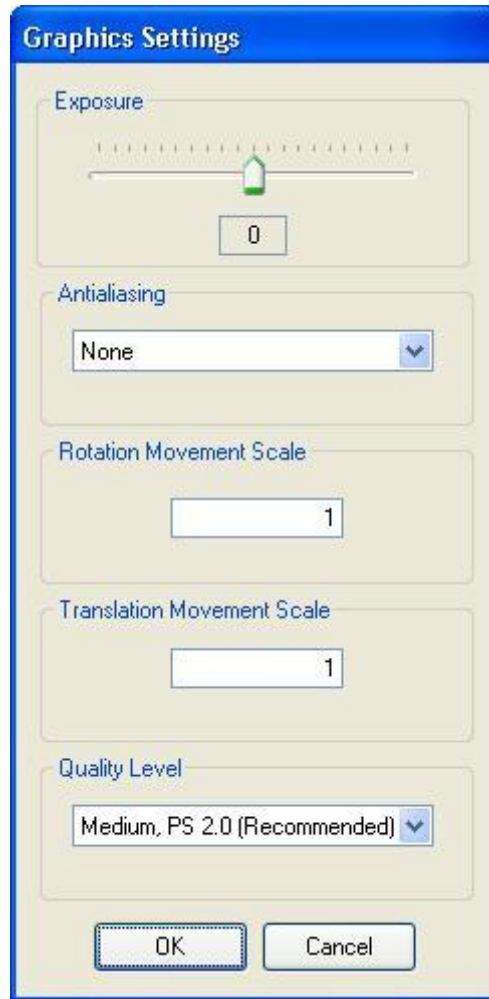 Graphics Settings
Exposure
0
Antialiasing
None
Rotation Movement Scale
1
Translation Movement Scale
1
Quality Level
Medium, PS 2.0 (Recommended)
OK Cancel